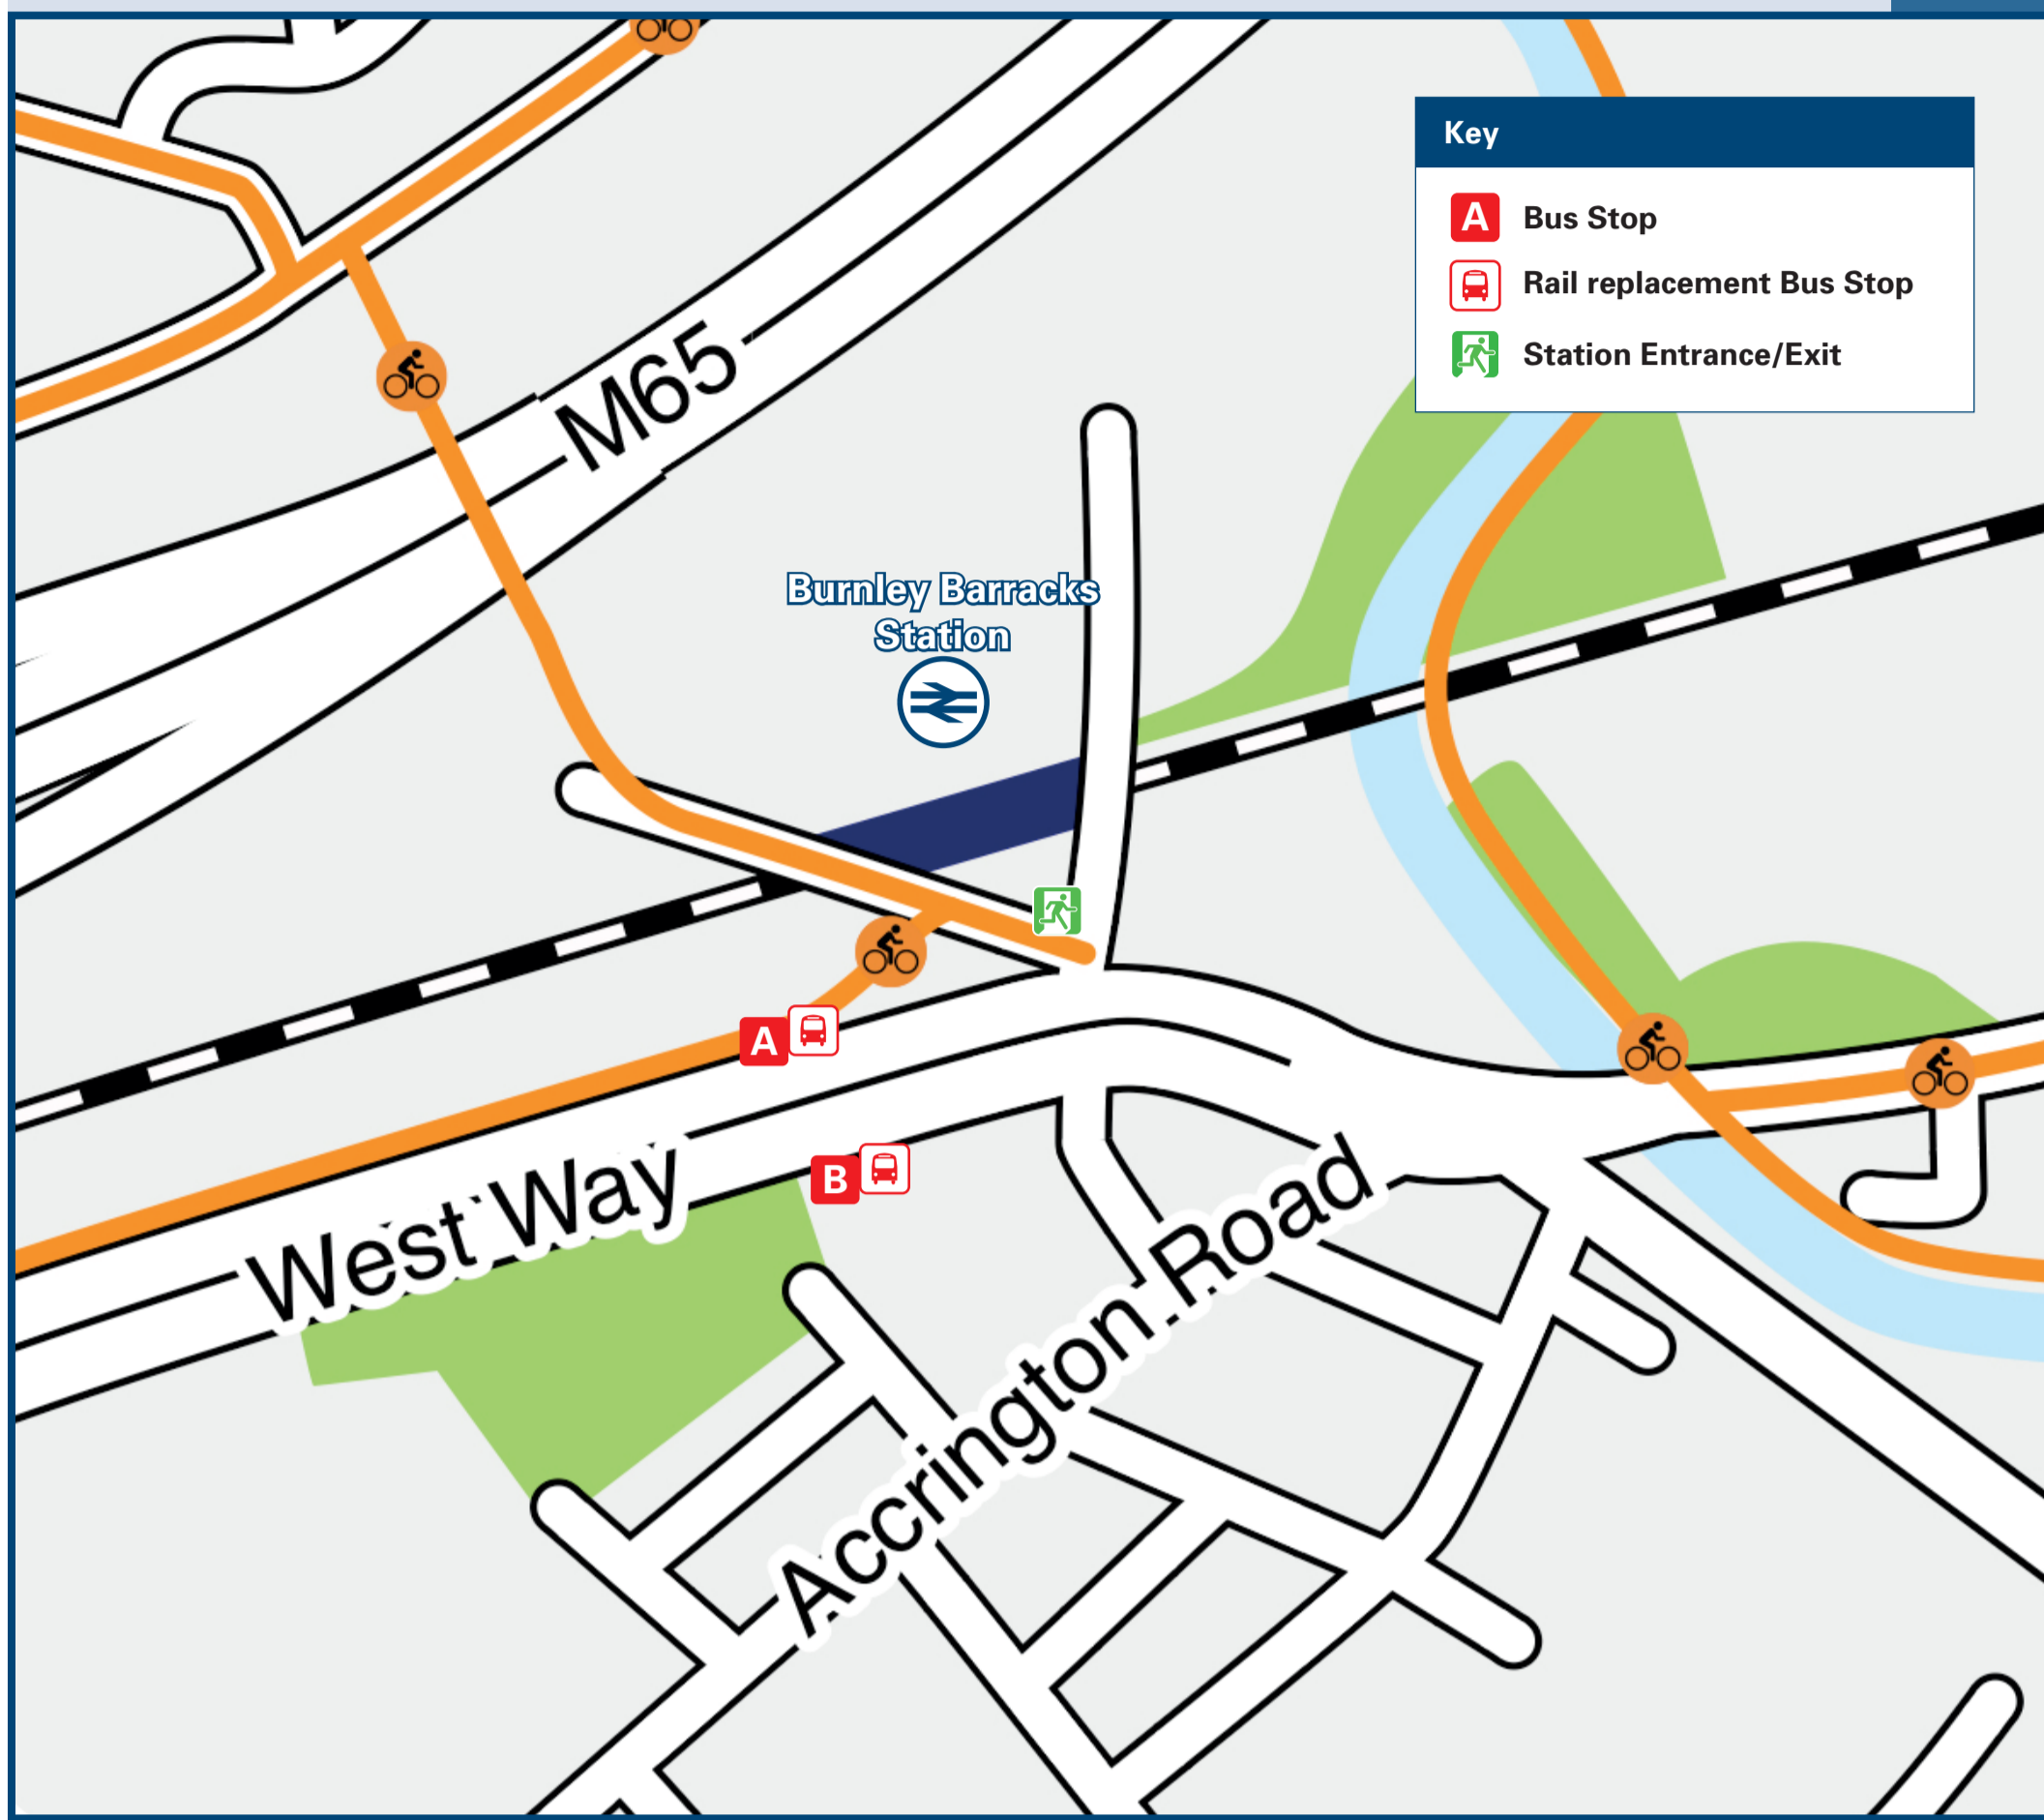 Key
A Bus Stop
Rail replacement Bus Stop
Station Entrance/Exit
M65
Burnley Barracks
Station
A
B
West Way
Accrington Road